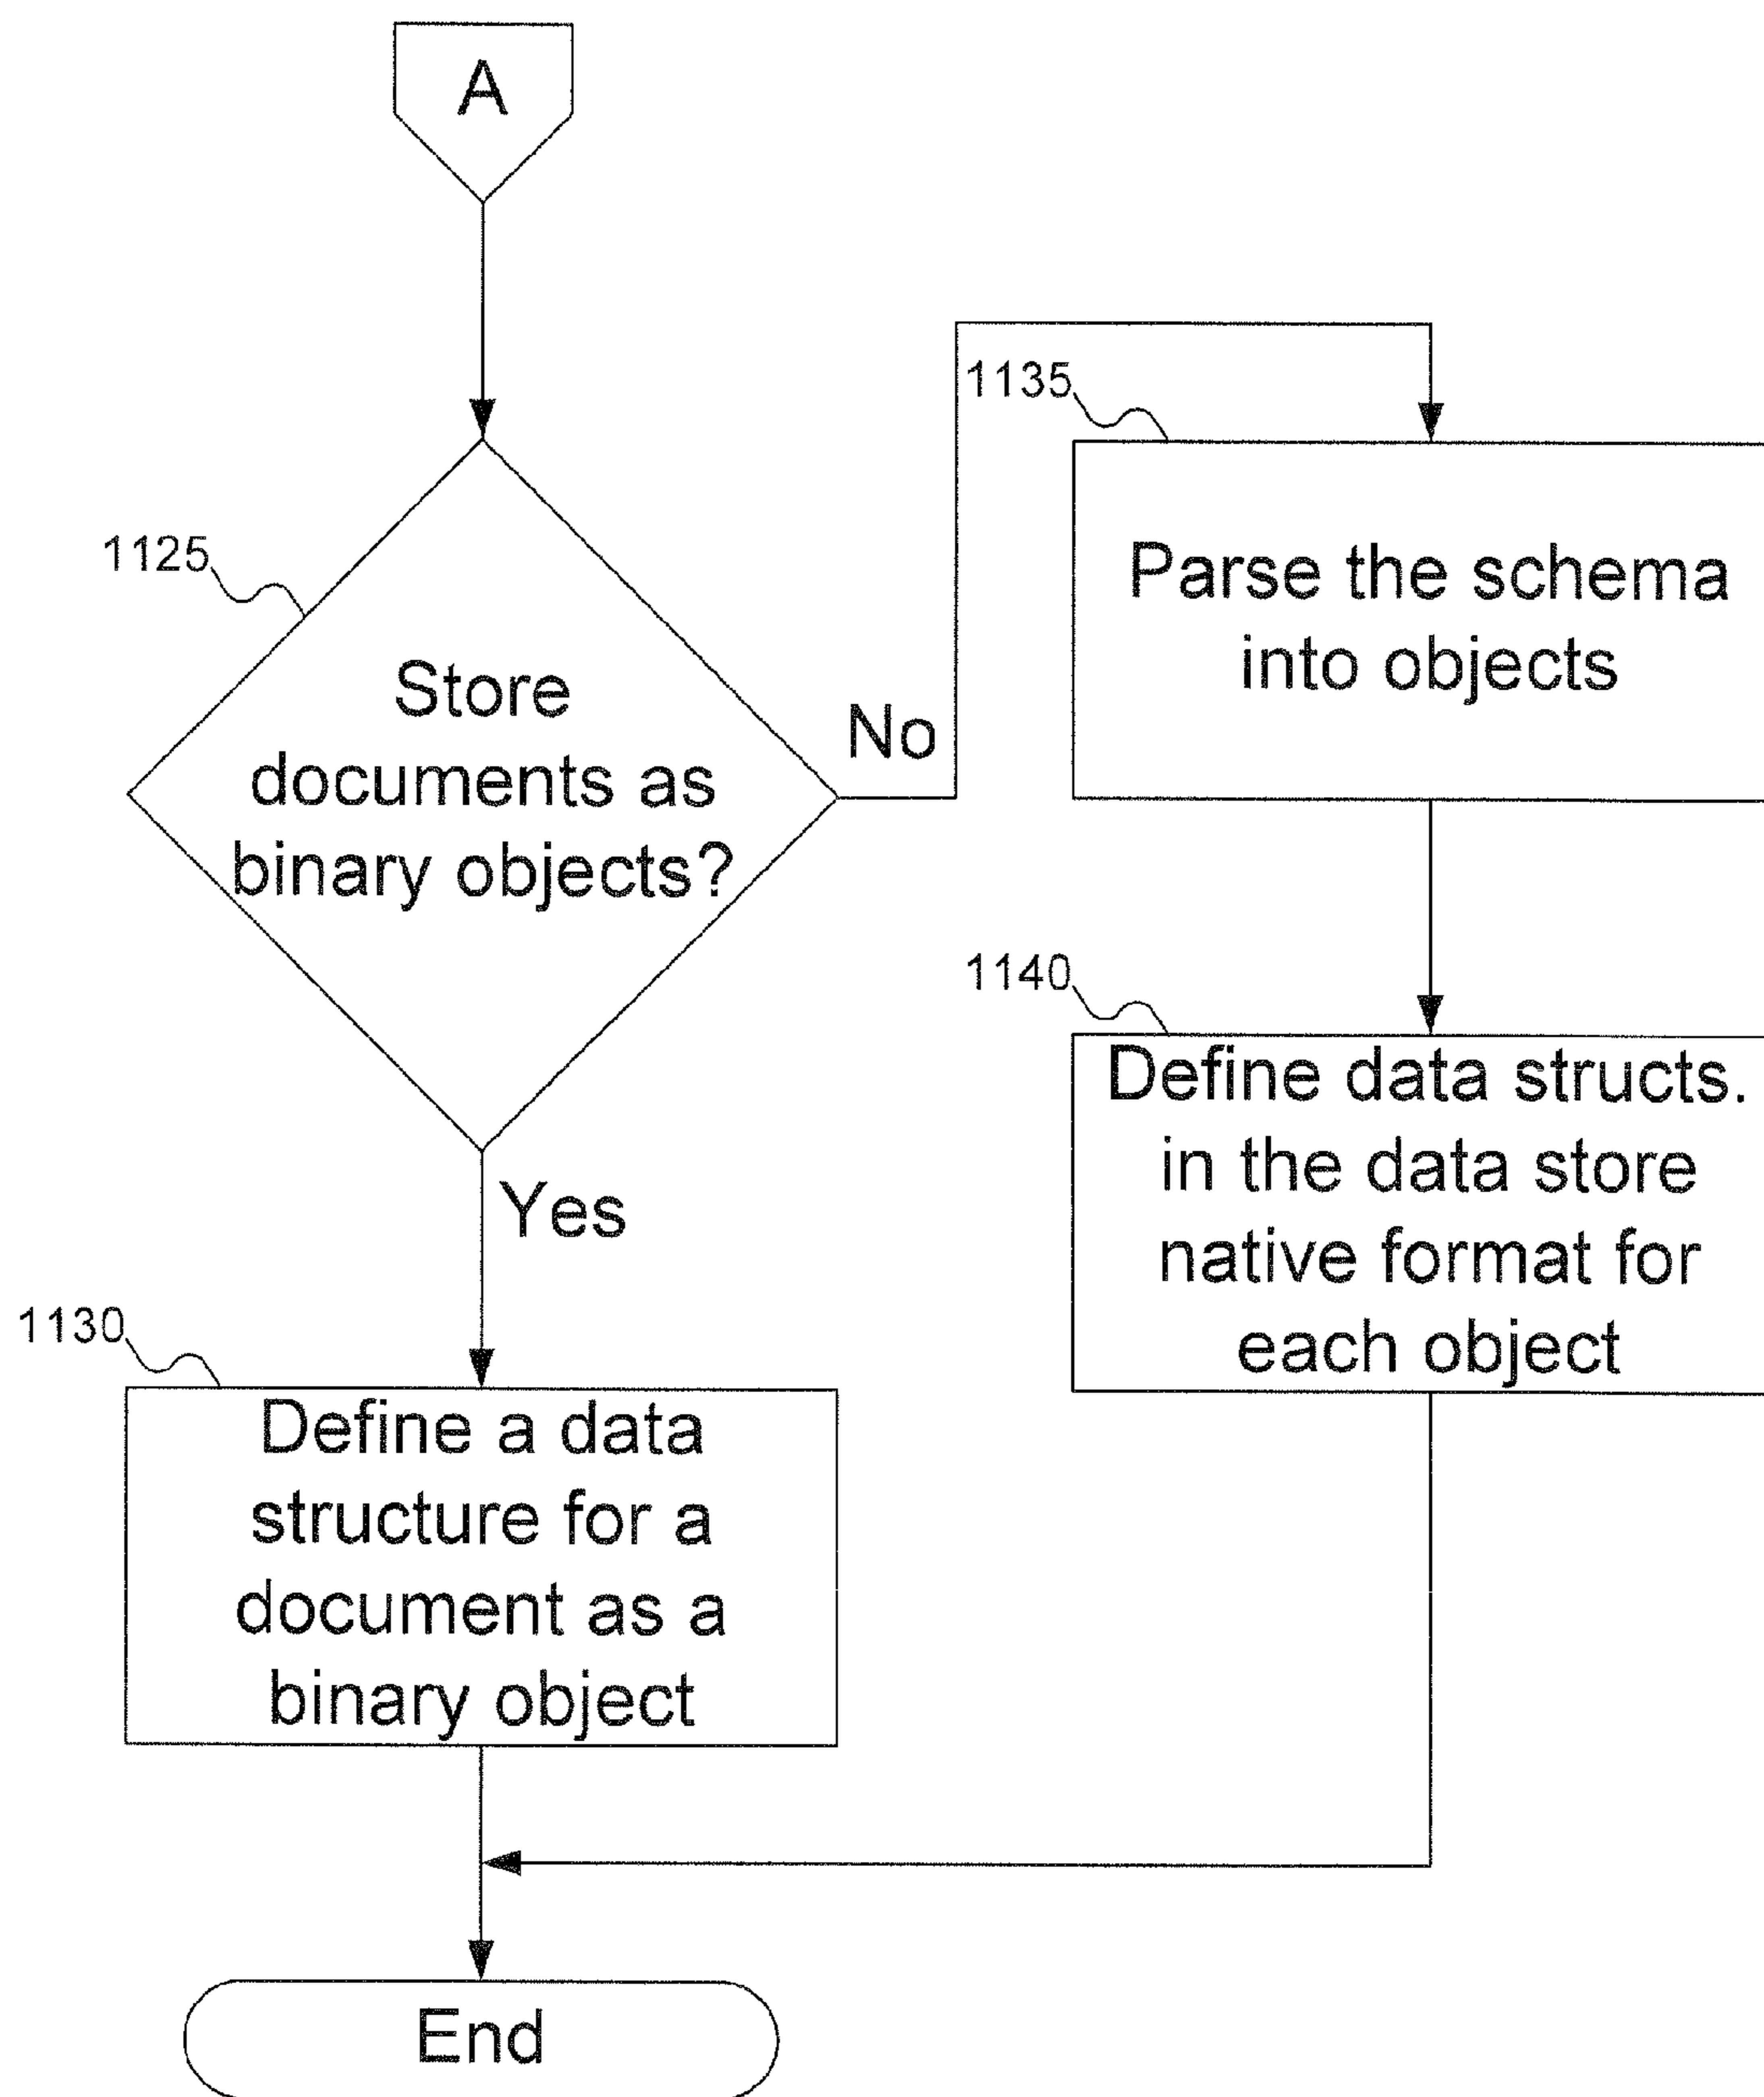 A
1125
Store
documents as
binary objects?
No
Yes
1130
Define a data
structure for a
document as a
binary object
1135
Parse the schema
into objects
1140
Define data structs.
in the data store
native format for
each object
End